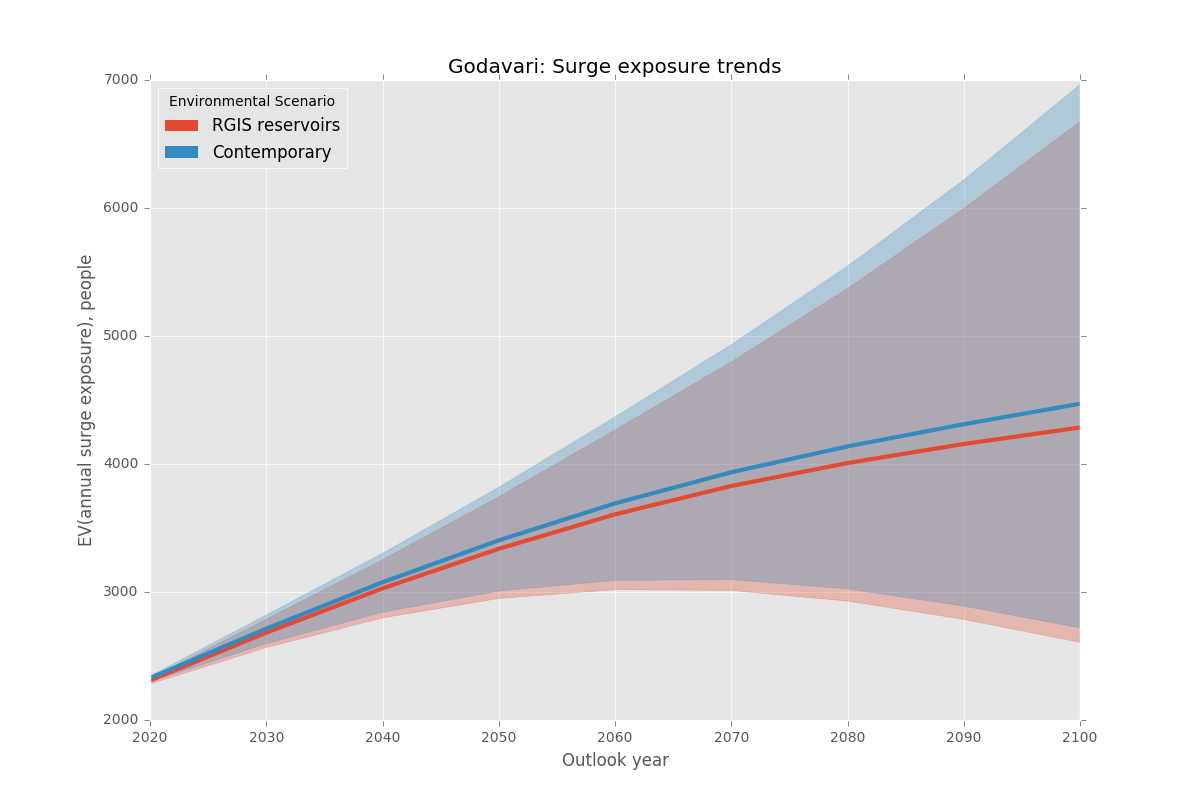 Godavari: Surge exposure trends
Environmental Scenario
RGIS reservoirs
Contemporary
EV(annual surge exposure), people
7000
6000
5000
4000
3000
2000
2020 2030 2040 2050 2060 2070 2080 2090 2100
Outlook year